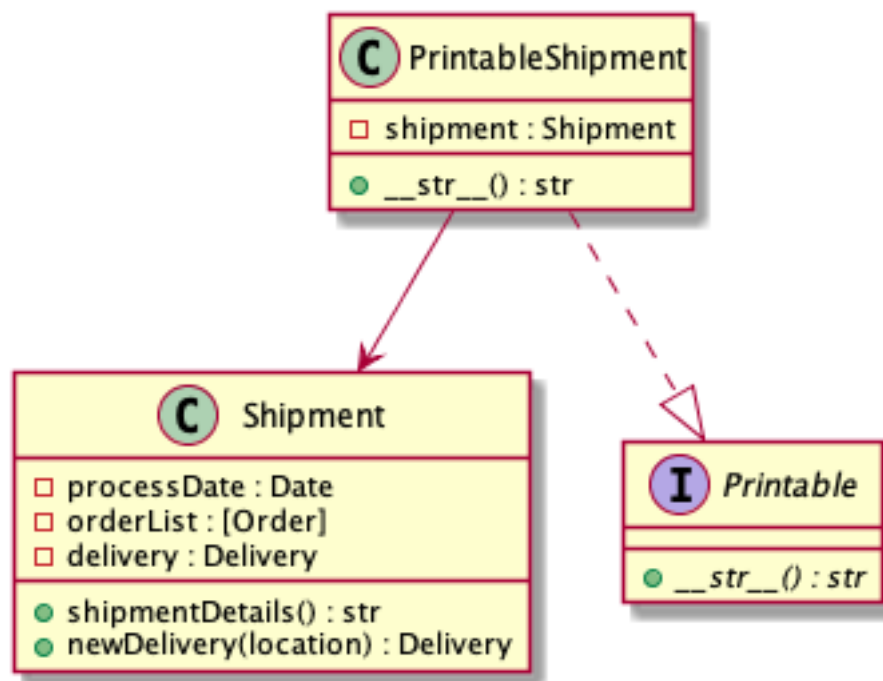 C PrintableShipment
shipment : Shipment
__str__() : str
C Shipment
processDate : Date
orderList : [Order]
delivery : Delivery
shipmentDetails() : str
newDelivery(location) : Delivery
I Printable
__str__() : str